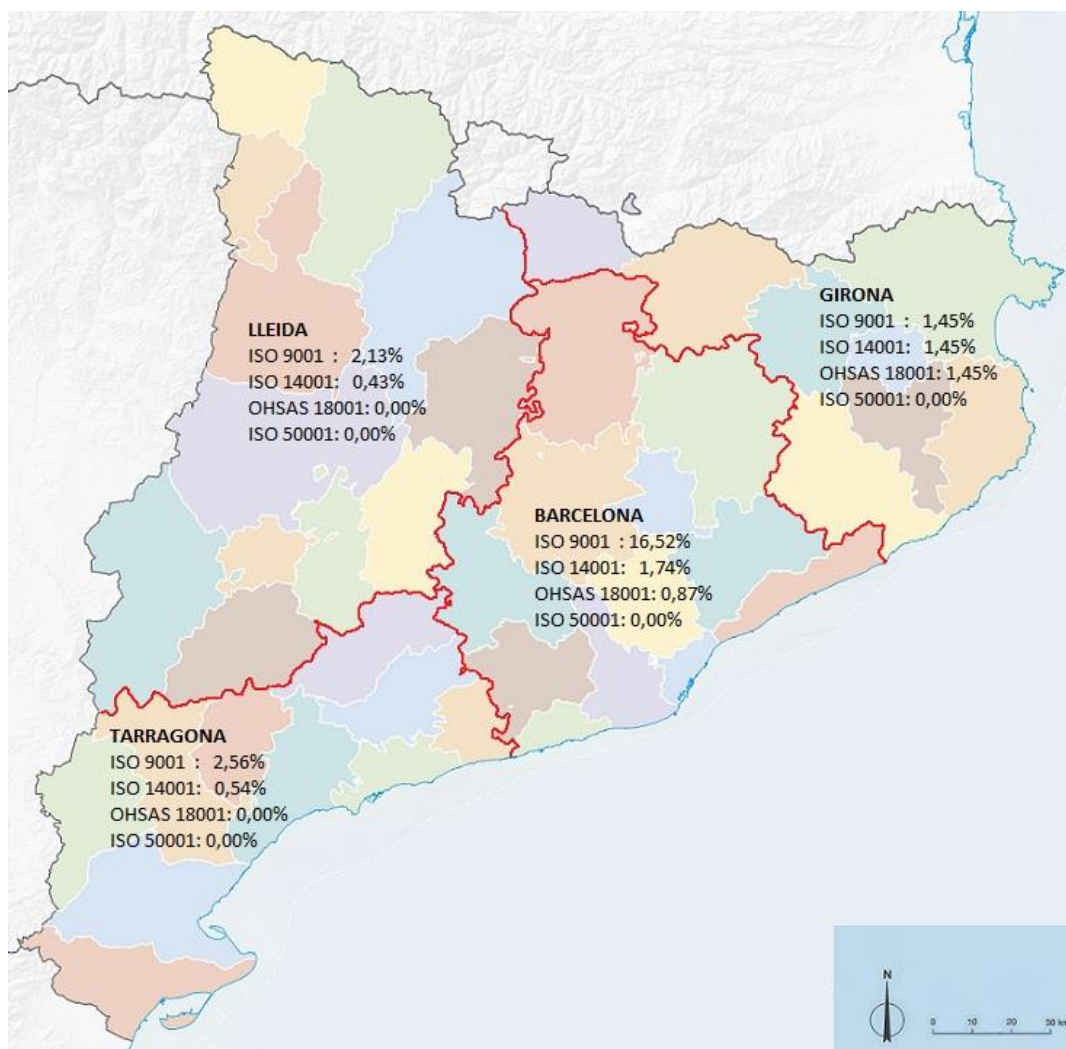 GIRONA
ISO 9001 : 1,45%
ISO 14001: 1,45%
OHSAS 18001: 1,45%
ISO 50001: 0,00%
LLEIDA
ISO 9001 : 2,13%
ISO 14001: 0,43%
OHSAS 18001: 0,00%
ISO 50001: 0,00%
BARCELONA
ISO 9001 : 16,52%
ISO 14001: 1,74%
OHSAS 18001: 0,87%
ISO 50001: 0,00%
TARRAGONA
ISO 9001 : 2,56%
ISO 14001: 0,54%
OHSAS 18001: 0,00%
ISO 50001: 0,00%
N
0 10 20 30 km